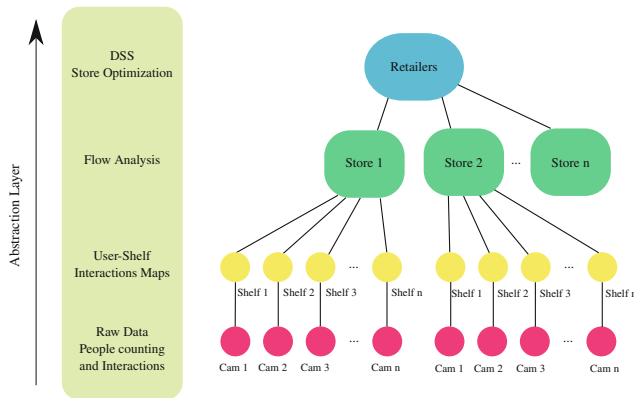 DSS
Store Optimization
Retailers
Flow Analysis
Store 1
Store 2
...
Store n
Abstraction Layer
User-Shelf
Interactions Maps
...
...
Shelf 1
Shelf 2
Shelf 3
Shelf n
Shelf 1
Shelf 2
Shelf 3
Shelf n
Raw Data
People counting
and Interactions
...
...
Cam 1
Cam 2
Cam 3
Cam n
Cam 1
Cam 2
Cam 3
Cam n